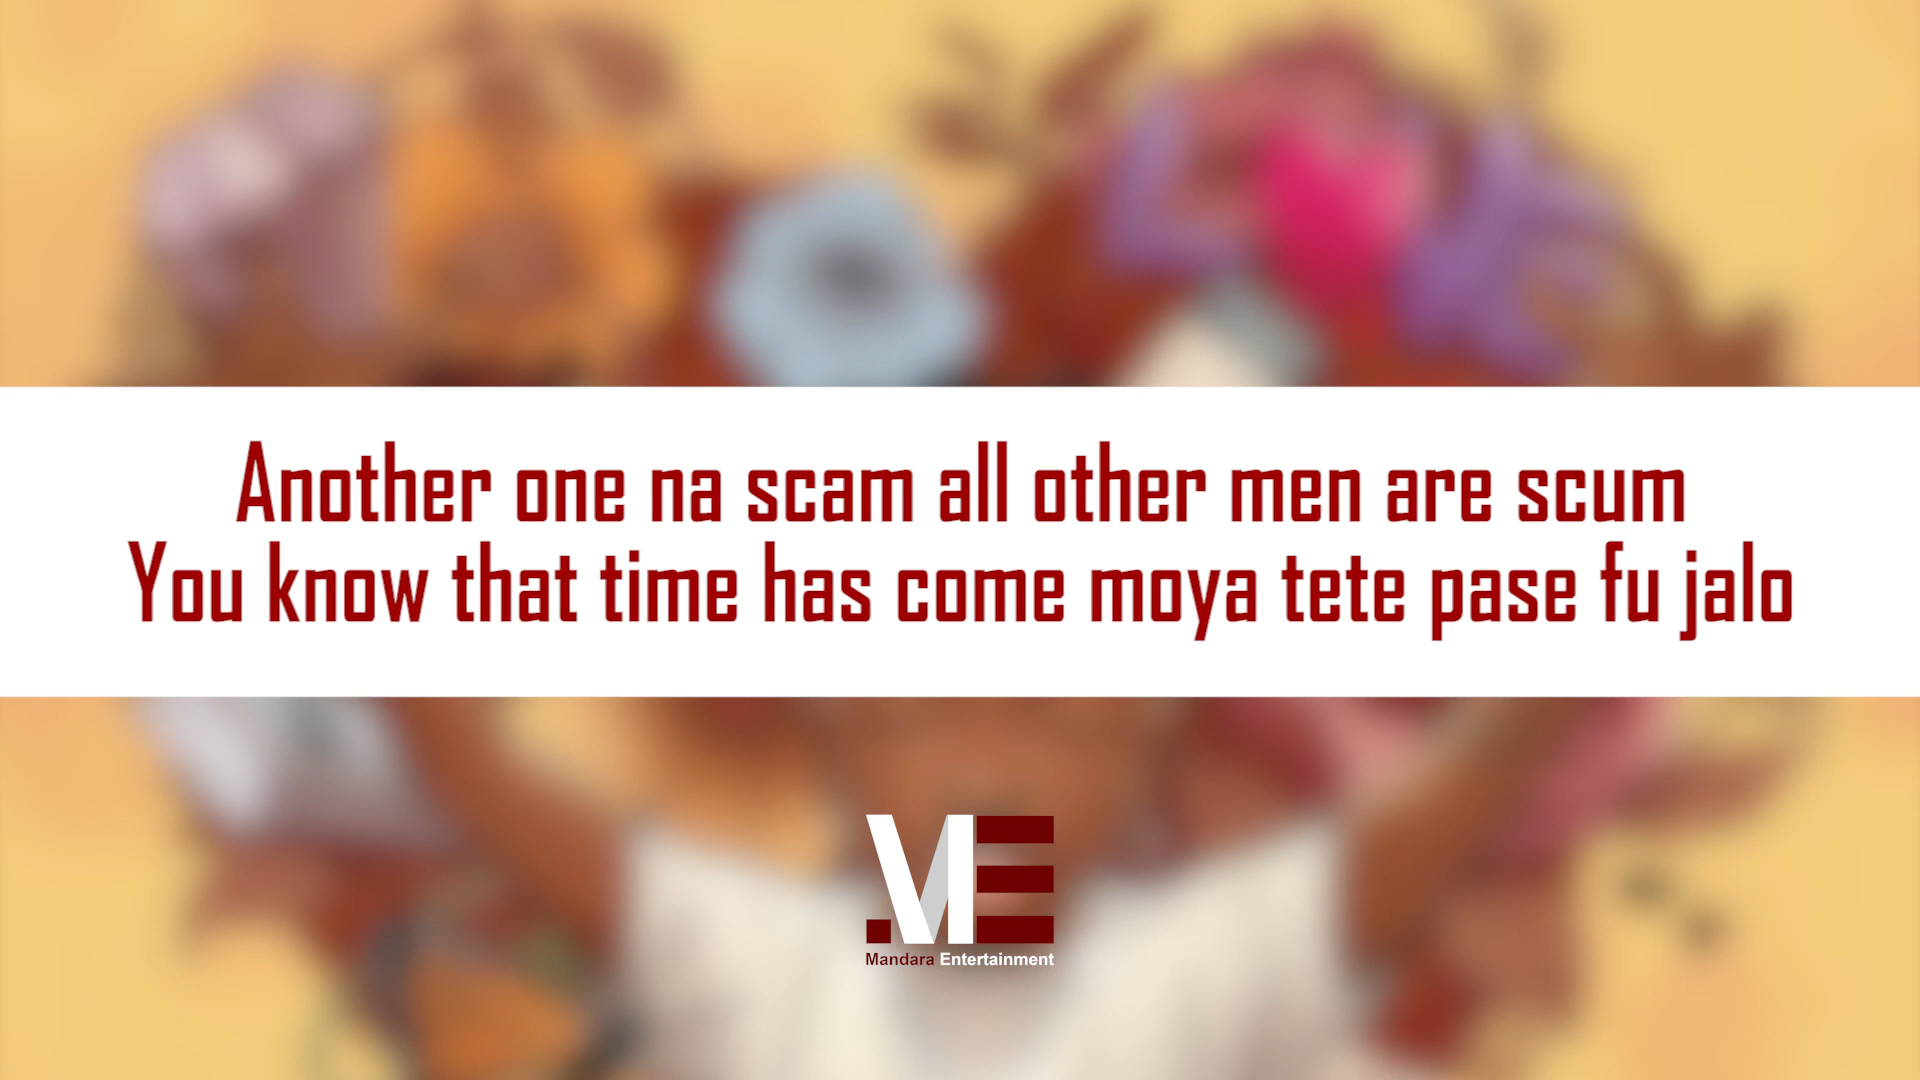 Another one na scam all other men are scum
You know that time has come moya tete pase fu jalo
ME
Mandara Entertainment